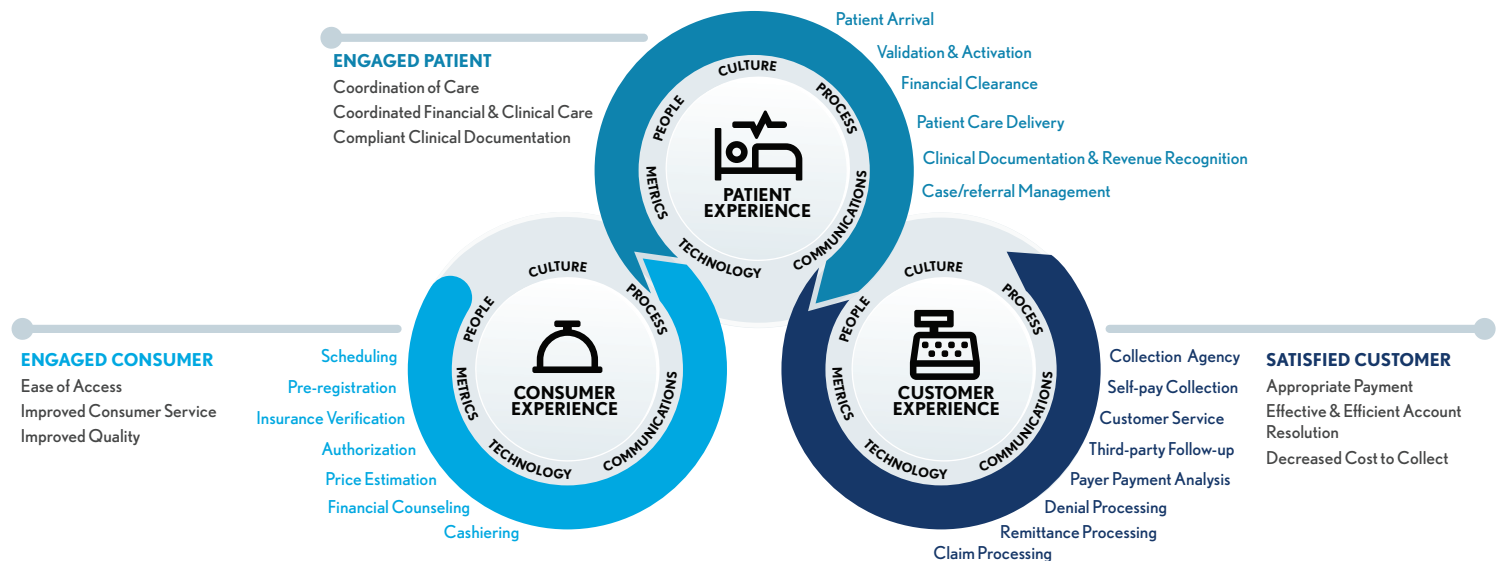 ENGAGED PATIENT
Coordination of Care
Coordinated Financial & Clinical Care
Compliant Clinical Documentation
CULTURE
PEOPLE
PROCESS
METRICS
COMMUNICATIONS
TECHNOLOGY
PATIENT
EXPERIENCE
Patient Arrival
Validation & Activation
Financial Clearance
Patient Care Delivery
Clinical Documentation & Revenue Recognition
Case/referral Management
ENGAGED CONSUMER
Ease of Access
Improved Consumer Service
Improved Quality
Scheduling
Pre-registration
Insurance Verification
Authorization
Price Estimation
Financial Counseling
Cashiering
CULTURE
PEOPLE
PROCESS
METRICS
COMMUNICATIONS
TECHNOLOGY
CONSUMER
EXPERIENCE
CULTURE
PEOPLE
PROCESS
METRICS
COMMUNICATIONS
TECHNOLOGY
CUSTOMER
EXPERIENCE
Collection Agency
Self-pay Collection
Customer Service
Third-party Follow-up
Payer Payment Analysis
Denial Processing
Remittance Processing
Claim Processing
SATISFIED CUSTOMER
Appropriate Payment
Effective & Efficient Account
Resolution
Decreased Cost to Collect